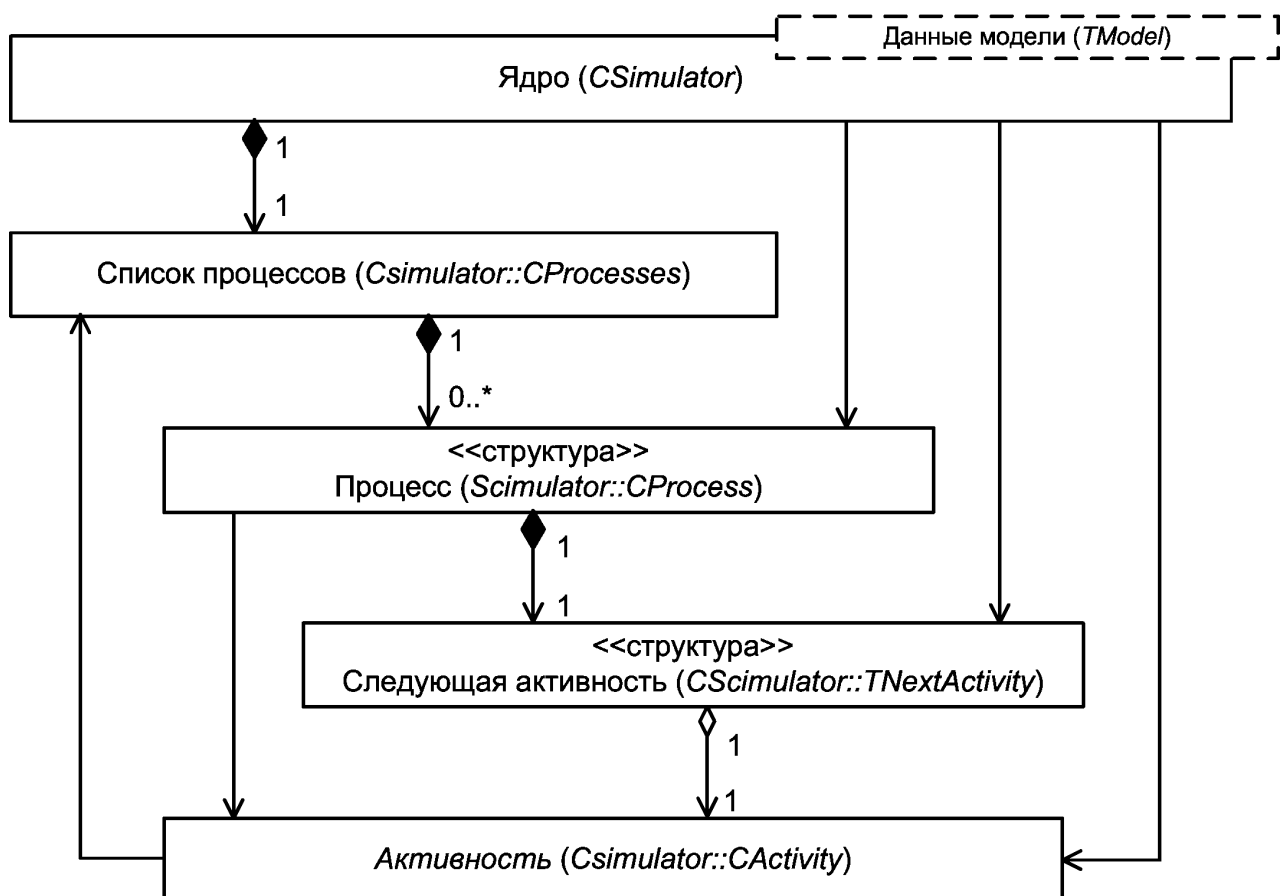 Данные модели (TModel)
Ядро (CSimulator)
1
1
Список процессов (Csimulator::CProcesses)
1
0..*
<<структура>>
Процесс (Scimulator::CProcess)
1
1
<<структура>>
Следующая активность (CScimulator::TNextActivity)
1
1
Активность (Csimulator::CActivity)